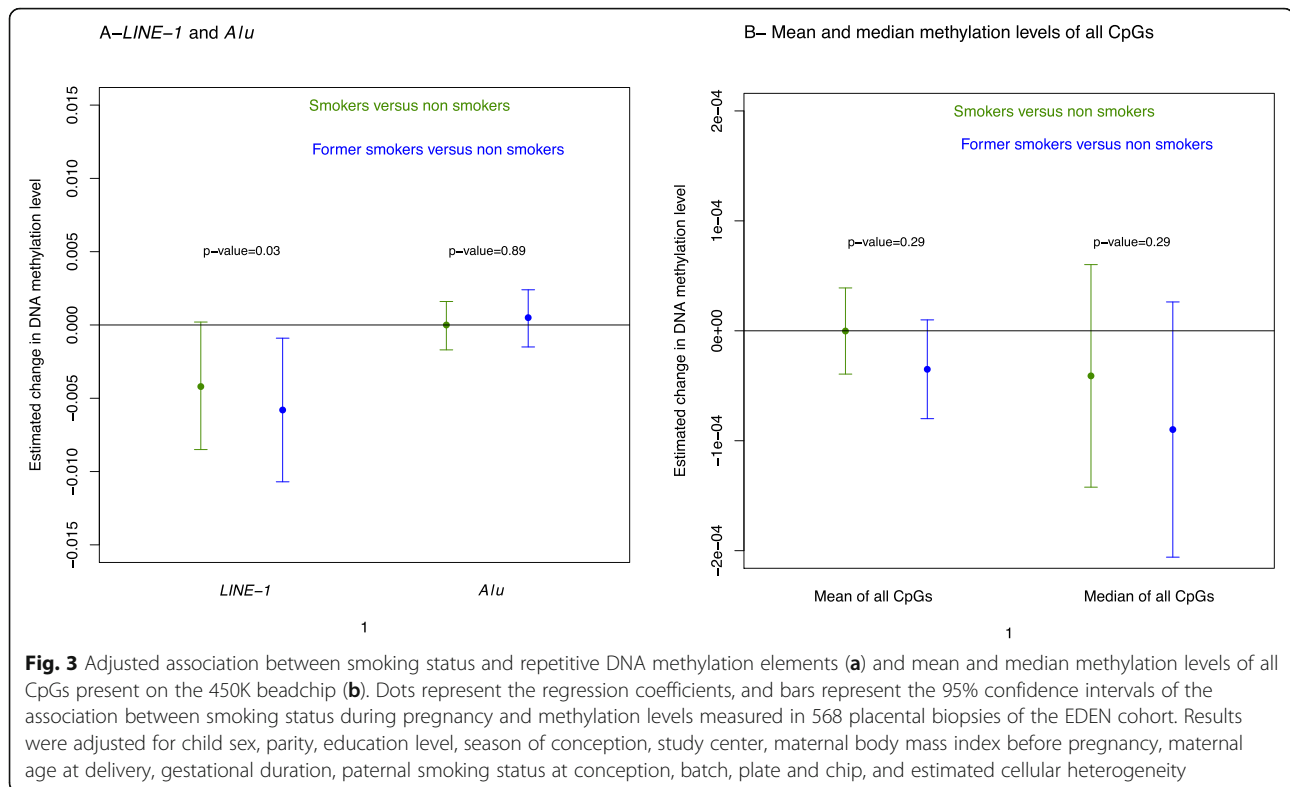 A–LINE–1 and Alu
Estimated change in DNA methylation level
0.015
0.010
0.005
0.000
−0.005
−0.010
−0.015
Smokers versus non smokers
Former smokers versus non smokers
p−value=0.03
p−value=0.89
LINE−1
Alu
1
B– Mean and median methylation levels of all CpGs
Estimated change in DNA methylation level
2e−04
1e−04
0e+00
−1e−04
−2e−04
Smokers versus non smokers
Former smokers versus non smokers
p−value=0.29
p−value=0.29
Mean of all CpGs
Median of all CpGs
1
Fig. 3 Adjusted association between smoking status and repetitive DNA methylation elements (a) and mean and median methylation levels of all
CpGs present on the 450K beadchip (b). Dots represent the regression coefficients, and bars represent the 95% confidence intervals of the
association between smoking status during pregnancy and methylation levels measured in 568 placental biopsies of the EDEN cohort. Results
were adjusted for child sex, parity, education level, season of conception, study center, maternal body mass index before pregnancy, maternal
age at delivery, gestational duration, paternal smoking status at conception, batch, plate and chip, and estimated cellular heterogeneity